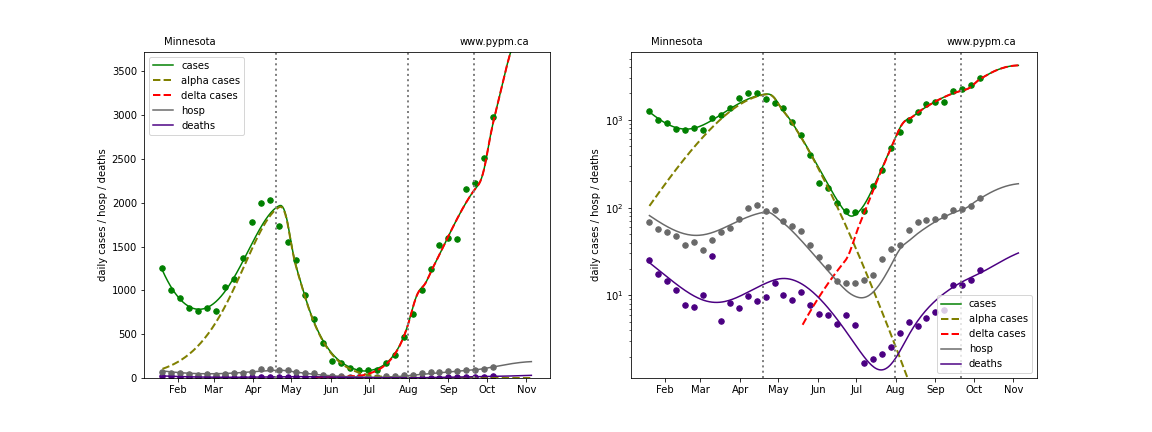 Minnesota www.pypm.ca
daily cases / hosp / deaths
3500
3000
2500
2000
1500
1000
500
0
cases
alpha cases
delta cases
hosp
deaths
Feb Mar Apr May Jun Jul Aug Sep Oct Nov
Minnesota www.pypm.ca
daily cases / hosp / deaths
10³
10²
10¹
cases
alpha cases
delta cases
hosp
deaths
Feb Mar Apr May Jun Jul Aug Sep Oct Nov